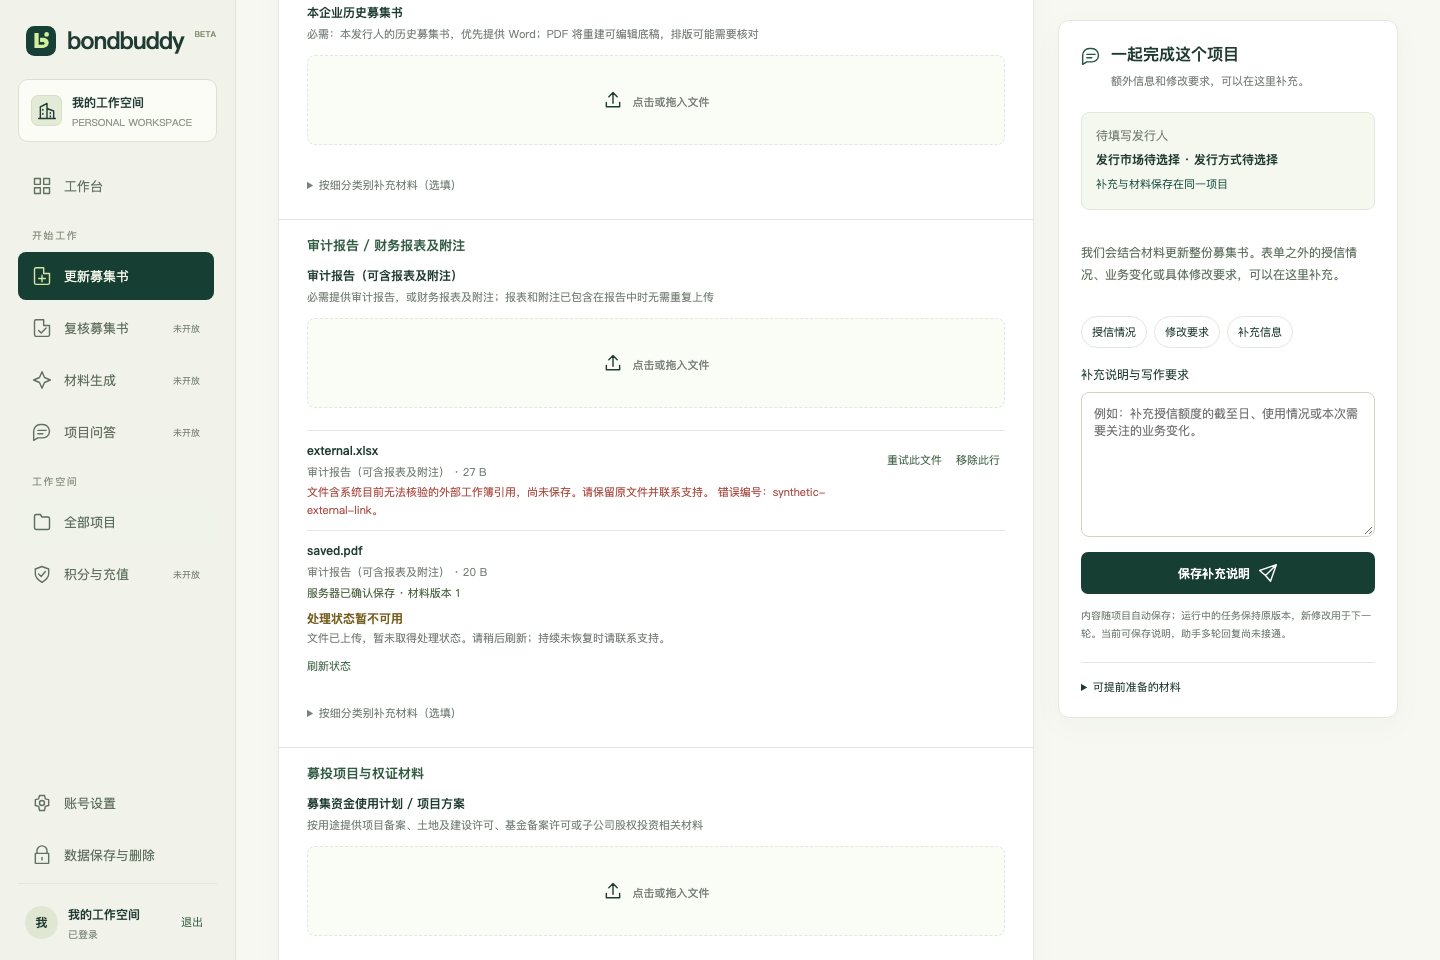 bondbuddy BETA
我的工作空间
PERSONAL WORKSPACE
工作台
开始工作
更新募集书
复核募集书 未开放
材料生成 未开放
项目问答 未开放
工作空间
全部项目
积分与充值 未开放
账号设置
数据保存与删除
我 我的工作空间
已登录
退出
本企业历史募集书
必需：本发行人的历史募集书，优先提供 Word；PDF 将重建可编辑底稿，排版可能需要核对
点击或拖入文件
按细分类别补充材料（选填）
审计报告 / 财务报表及附注
审计报告（可含报表及附注）
必需提供审计报告，或财务报表及附注；报表和附注已包含在报告中时无需重复上传
点击或拖入文件
external.xlsx
审计报告（可含报表及附注） · 27 B
重试此文件 移除此行
文件含系统目前无法核验的外部工作簿引用，尚未保存。请保留原文件并联系支持。 错误编号：synthetic-
external-link。
saved.pdf
审计报告（可含报表及附注） · 20 B
服务器已确认保存 · 材料版本 1
处理状态暂不可用
文件已上传，暂未取得处理状态。请稍后刷新；持续未恢复时请联系支持。
刷新状态
按细分类别补充材料（选填）
募投项目与权证材料
募集资金使用计划 / 项目方案
按用途提供项目备案、土地及建设许可、基金备案许可或子公司股权投资相关材料
点击或拖入文件
一起完成这个项目
额外信息和修改要求，可以在这里补充。
待填写发行人
发行市场待选择 · 发行方式待选择
补充与材料保存在同一项目
我们会结合材料更新整份募集书。表单之外的授信情
况、业务变化或具体修改要求，可以在这里补充。
授信情况 修改要求 补充信息
补充说明与写作要求
例如：补充授信额度的截至日、使用情况或本次需
要关注的业务变化。
保存补充说明
内容随项目自动保存；运行中的任务保持原版本，新修改用于下一
轮。当前可保存说明，助手多轮回复尚未接通。
可提前准备的材料